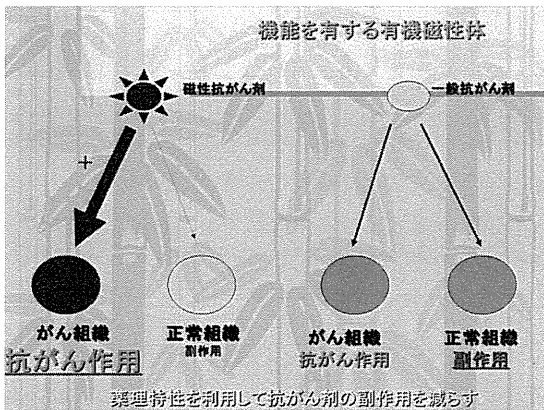 機能を有する有機磁性体
磁性抗がん剤
一般抗がん剤
+
がん組織
抗がん作用
正常組織
副作用
がん組織
抗がん作用
正常組織
副作用
薬理特性を利用して抗がん剤の副作用を減らす